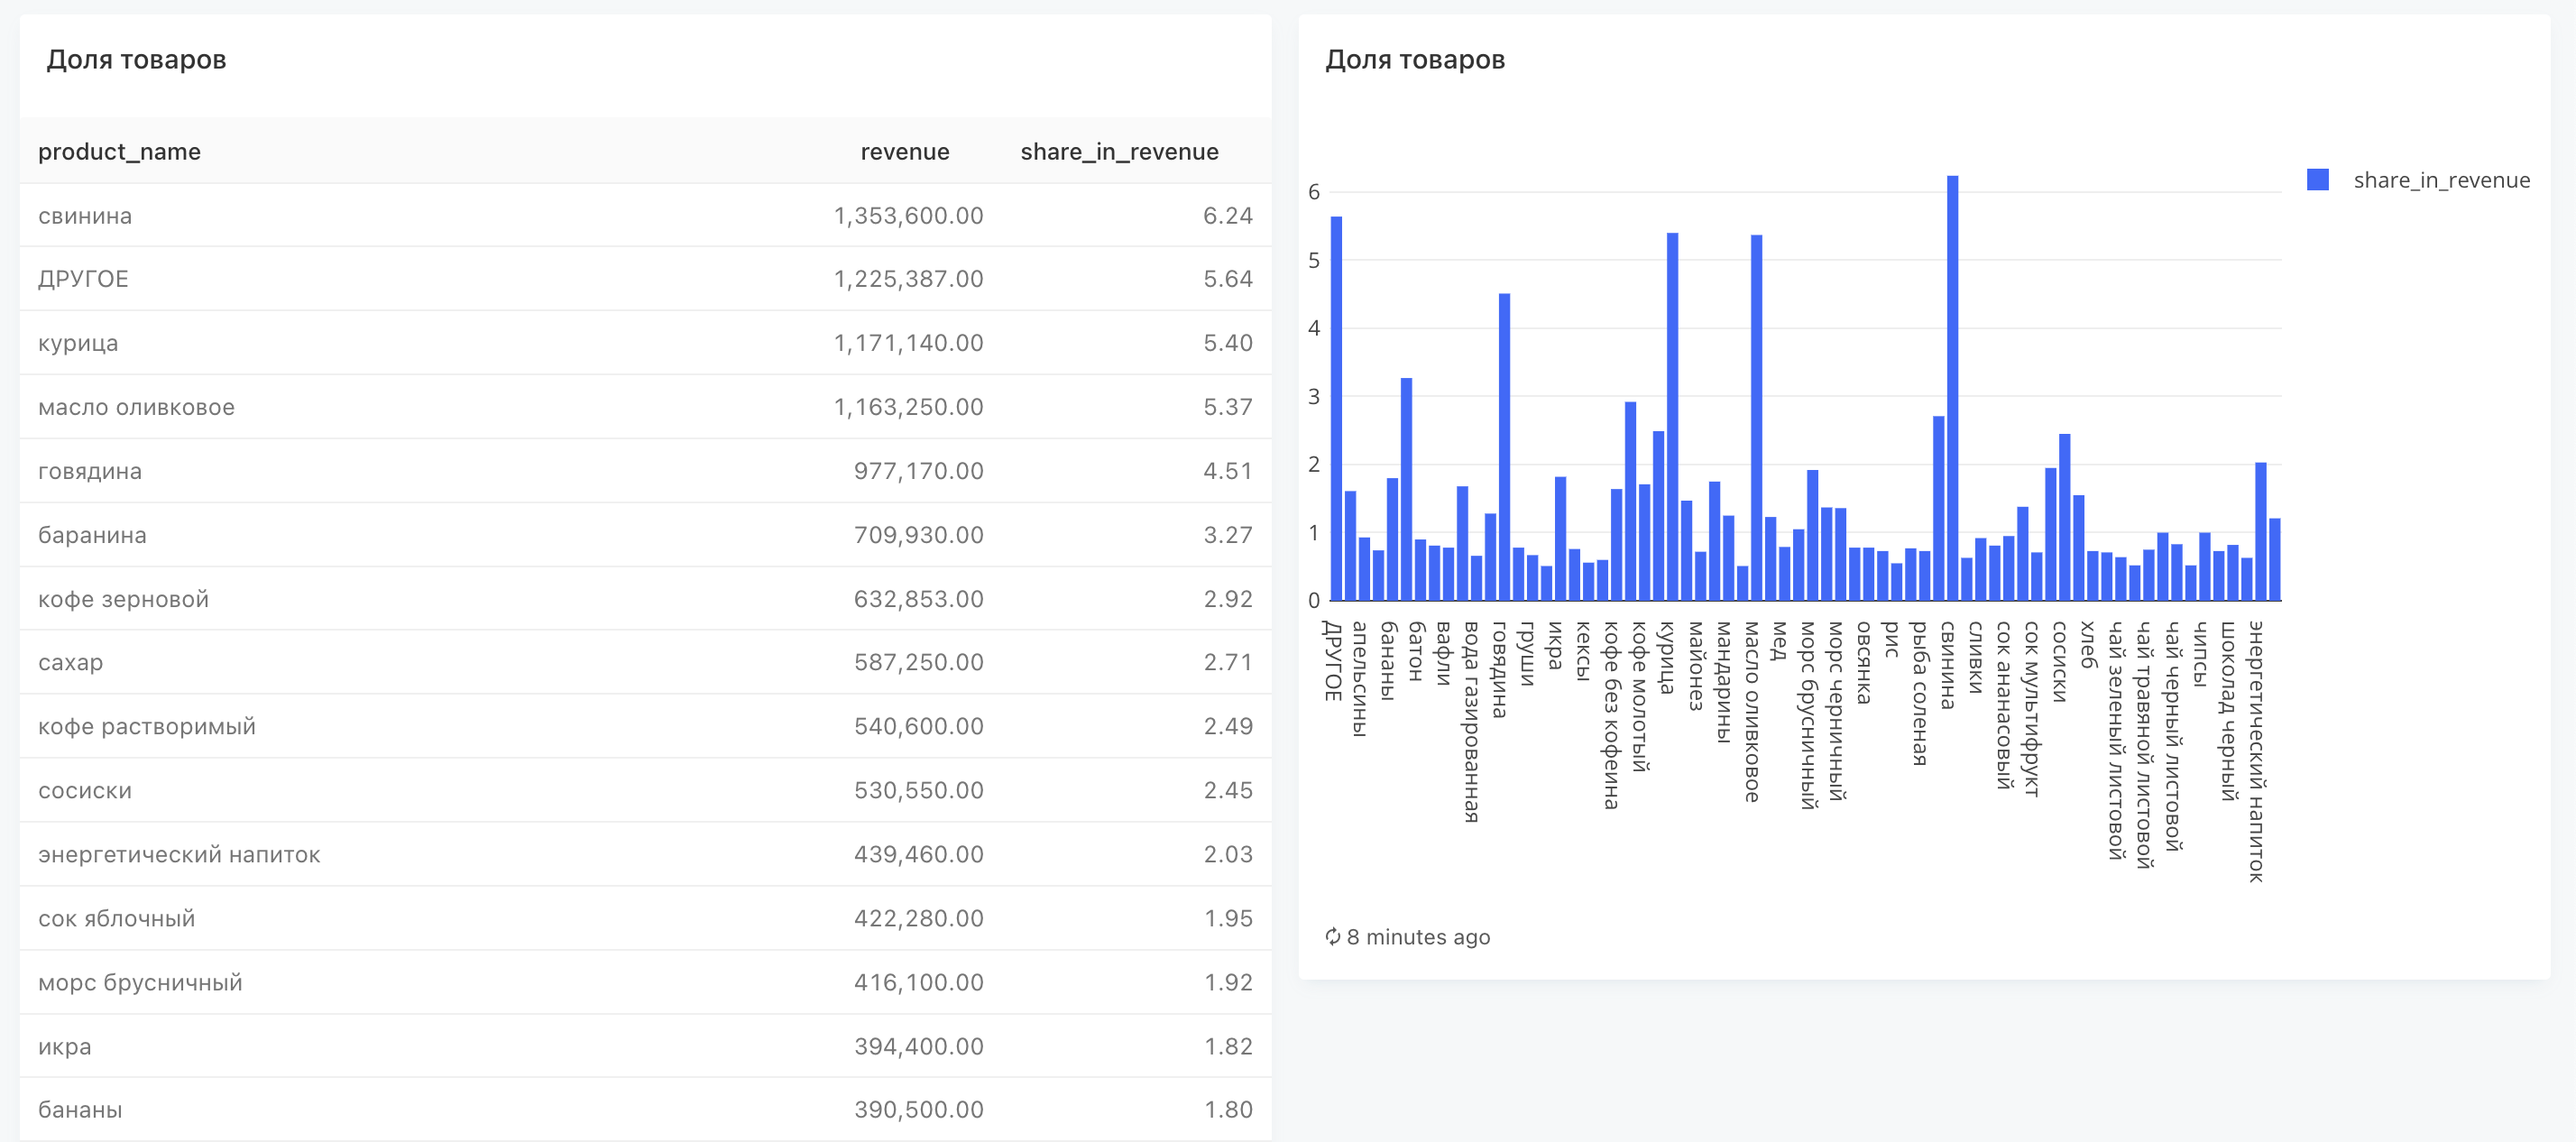 Доля товаров
product_name revenue share_in_revenue
свинина 1,353,600.00 6.24
ДРУГОЕ 1,225,387.00 5.64
курица 1,171,140.00 5.40
масло оливковое 1,163,250.00 5.37
говядина 977,170.00 4.51
баранина 709,930.00 3.27
кофе зерновой 632,853.00 2.92
сахар 587,250.00 2.71
кофе растворимый 540,600.00 2.49
сосиски 530,550.00 2.45
энергетический напиток 439,460.00 2.03
сок яблочный 422,280.00 1.95
морс брусничный 416,100.00 1.92
икра 394,400.00 1.82
бананы 390,500.00 1.80
Доля товаров
share_in_revenue
6
5
4
3
2
1
0
ДРУГОЕ
апельсины
бананы
батон
вафли
вода газированная
говядина
груши
икра
кексы
кофе без кофеина
кофе молотый
курица
майонез
мандарины
масло оливковое
мед
морс брусничный
морс черничный
овсянка
рис
рыба соленая
свинина
сливки
сок ананасовый
сок мультифрукт
сосиски
хлеб
чай зеленый листовой
чай травяной листовой
чай черный листовой
чипсы
шоколад черный
энергетический напиток
8 minutes ago